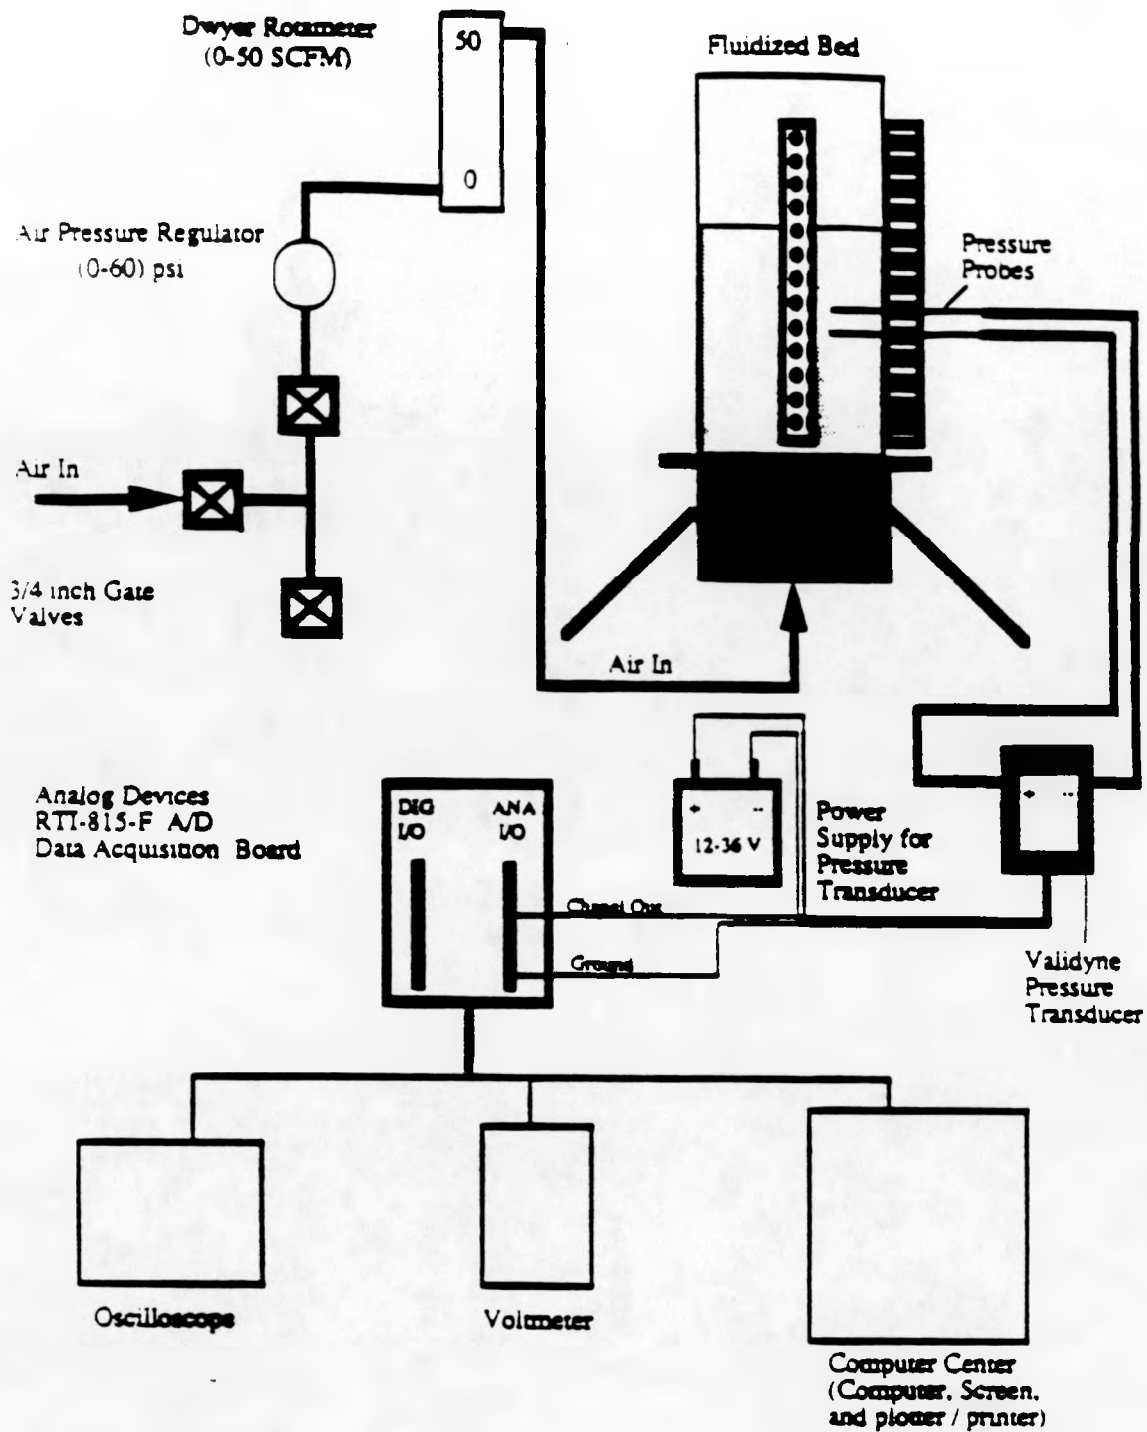 Dwyer Rotameter
(0-50 SCFM)
50
0
Fluidized Bed
Air Pressure Regulator
(0-60) psi
Pressure
Probes
Air In
3/4 inch Gate
Valves
Air In
Analog Devices
RTI-815-F A/D
Data Acquisition Board
DIG
I/O
ANA
I/O
+ --
12-36 V
Power
Supply for
Pressure
Transducer
+ --
Chanel Out
Ground
Validyne
Pressure
Transducer
Oscilloscope
Voltmeter
Computer Center
(Computer, Screen,
and plotter / printer)